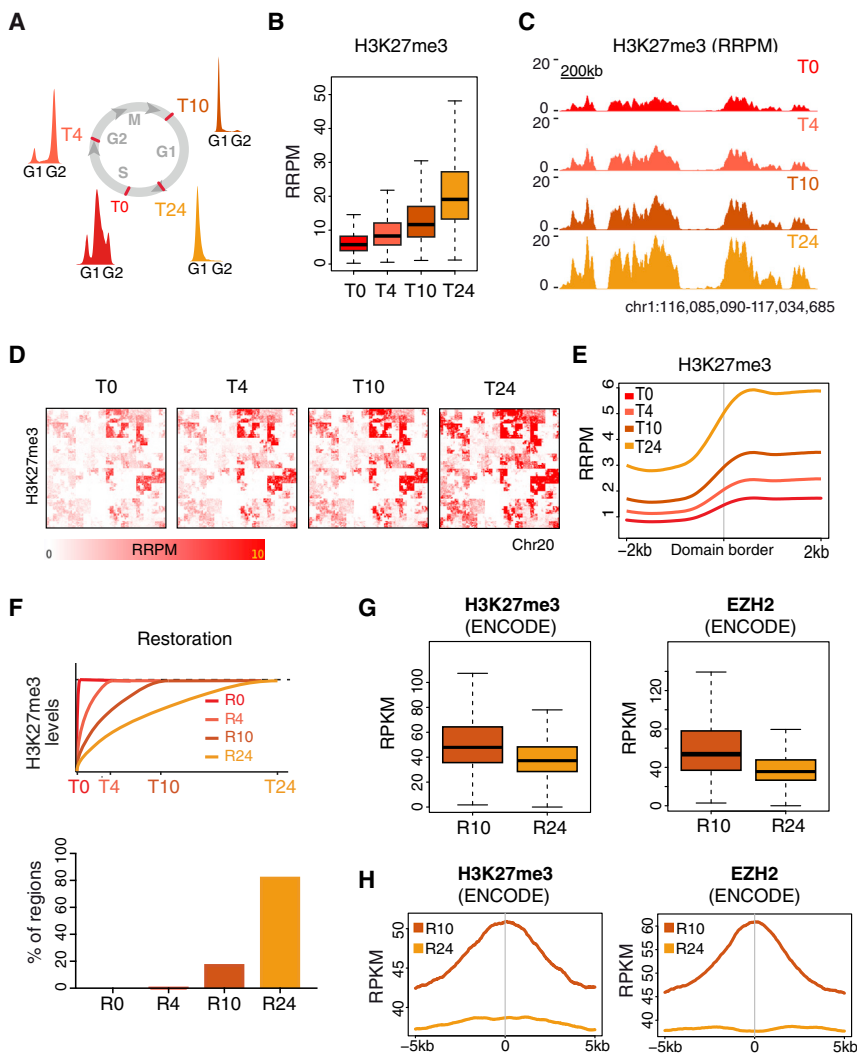 A
M
G2
G1
S
T4
T10
T0
T24
G1 G2
G1 G2
G1 G2
G1 G2
B
H3K27me3
RRPM
50
40
30
20
10
0
T0 T4 T10 T24
C
H3K27me3 (RRPM)
200kb
20
0
T0
20
0
T4
20
0
T10
20
0
T24
chr1:116,085,090-117,034,685
D
T0 T4 T10 T24
H3K27me3
0 RRPM 10
Chr20
E
H3K27me3
T0
T4
T10
T24
RRPM
6
5
4
3
2
1
−2kb Domain border 2kb
F
Restoration
H3K27me3
levels
R0
R4
R10
R24
T0 T4 T10 T24
% of regions
100
80
60
40
20
0
R0 R4 R10 R24
G
H3K27me3
(ENCODE)
RPKM
100
80
60
40
20
0
R10 R24
EZH2
(ENCODE)
RPKM
120
80
40
0
R10 R24
H
H3K27me3
(ENCODE)
R10
R24
RPKM
50
45
40
−5kb 0 5kb
EZH2
(ENCODE)
R10
R24
RPKM
60
55
50
45
40
−5kb 0 5kb